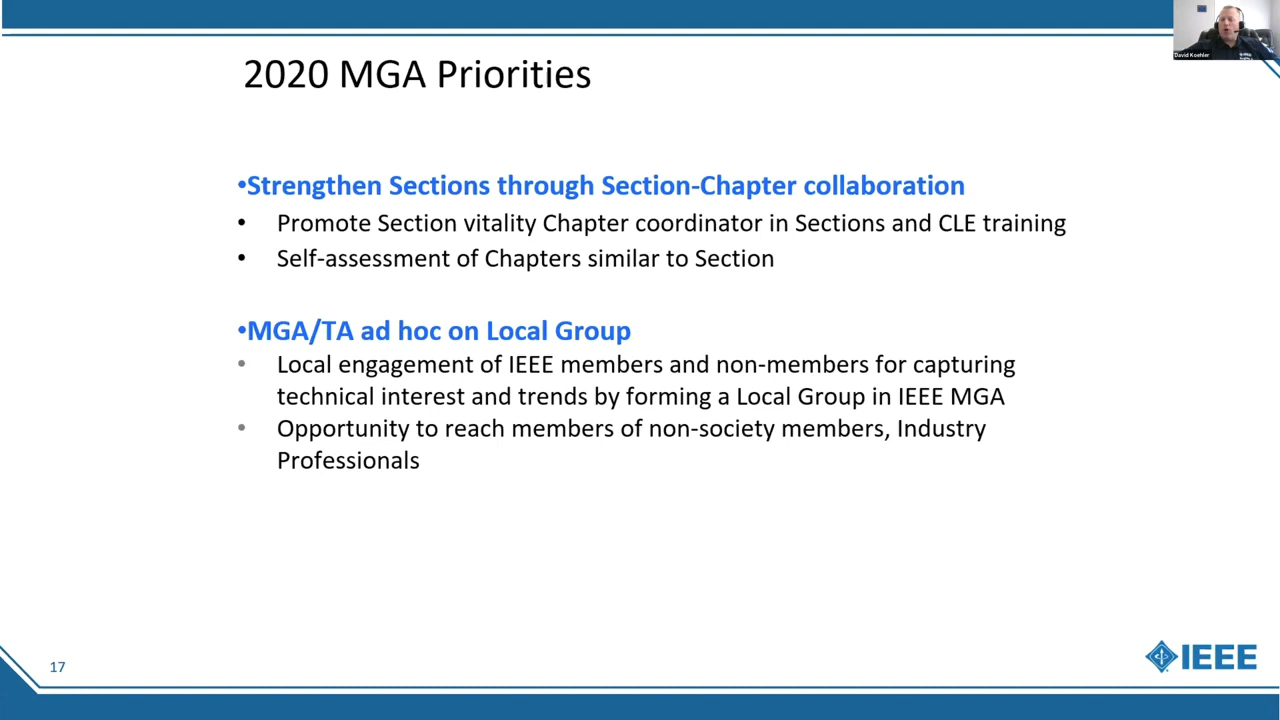 David Koehler
2020 MGA Priorities
•Strengthen Sections through Section-Chapter collaboration
• Promote Section vitality Chapter coordinator in Sections and CLE training
• Self-assessment of Chapters similar to Section
•MGA/TA ad hoc on Local Group
• Local engagement of IEEE members and non-members for capturing
technical interest and trends by forming a Local Group in IEEE MGA
• Opportunity to reach members of non-society members, Industry
Professionals
17
IEEE